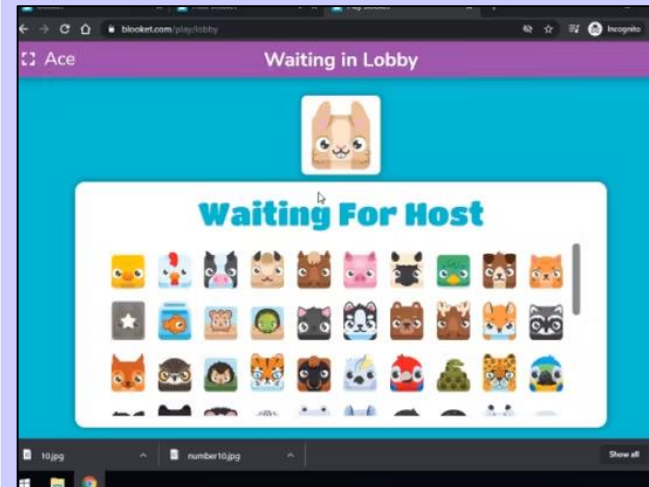 blooket.com/play/lobby
Incognito
Ace
Waiting in Lobby
Waiting For Host
10.jpg
number10.jpg
Show all